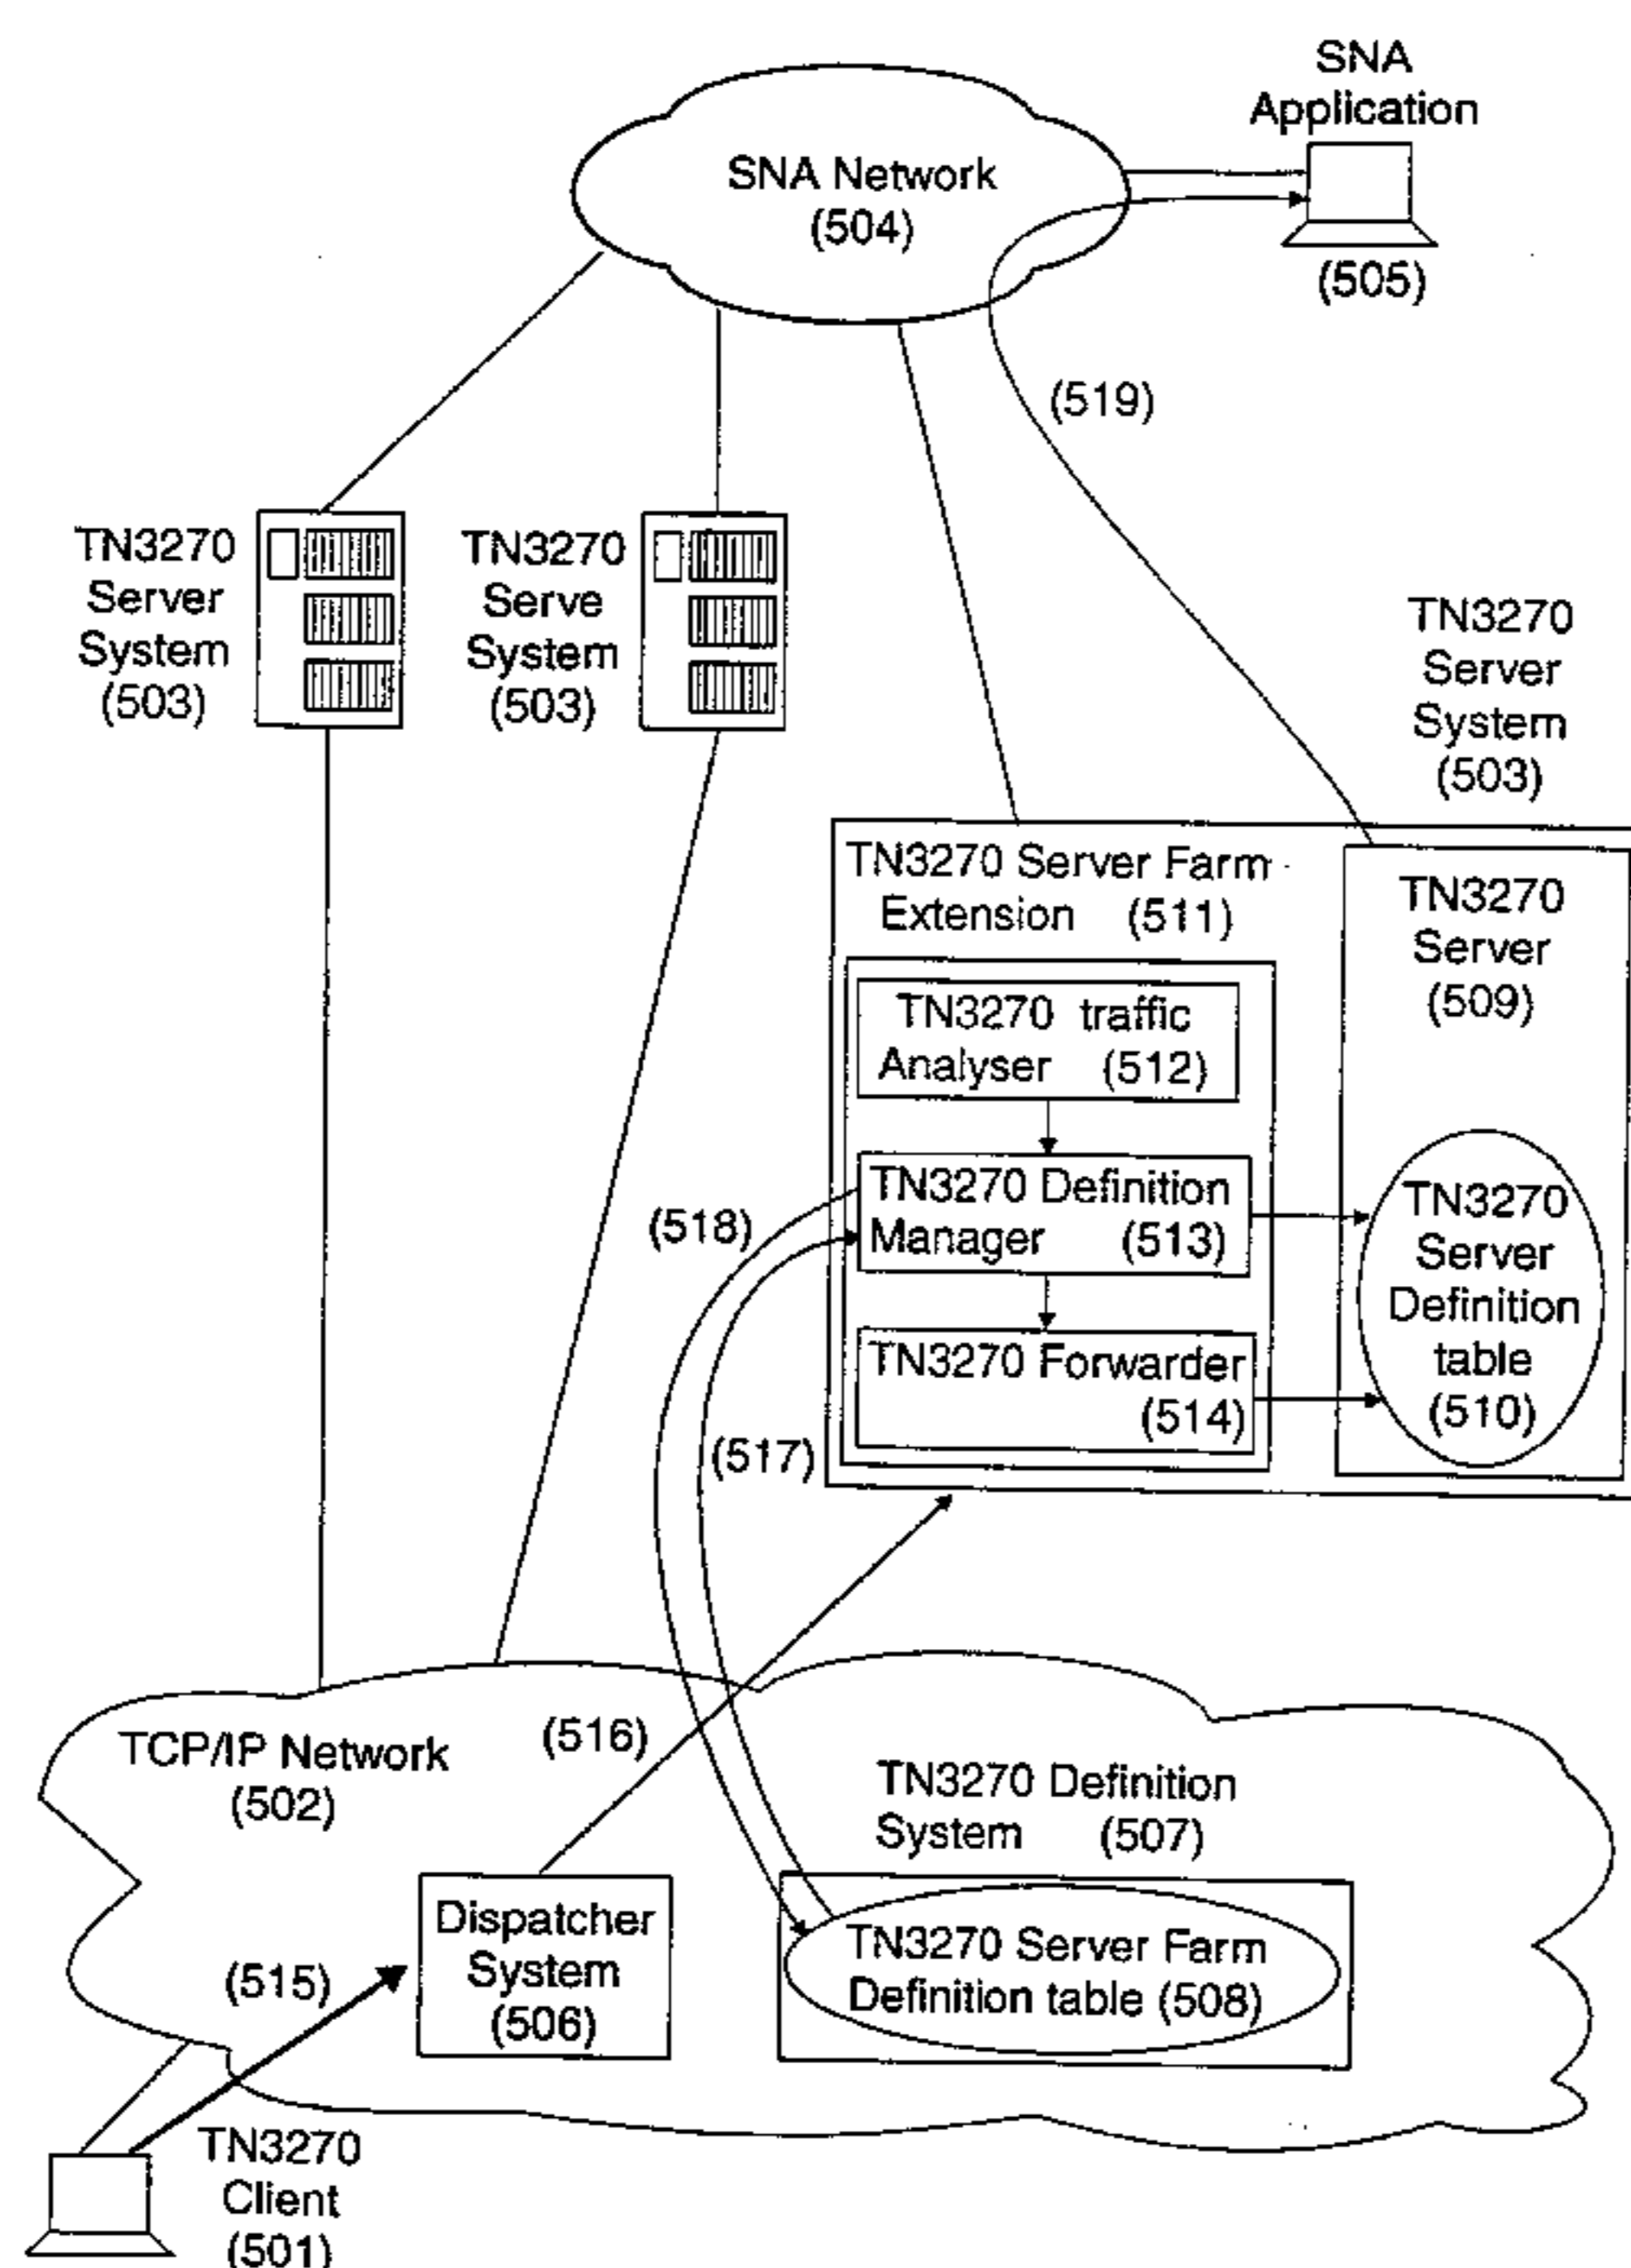 SNA
Application
SNA Network
(504)
(505)
(519)
TN3270
Server
System
(503)
TN3270
Serve
System
(503)
TN3270
Server
System
(503)
TN3270 Server Farm
Extension (511)
TN3270
Server
(509)
TN3270 traffic
Analyser (512)
TN3270 Definition
Manager (513)
(518)
TN3270
Server
Definition
table
(510)
TN3270 Forwarder
(514)
(517)
TCP/IP Network
(502)
(516)
TN3270 Definition
System (507)
Dispatcher
System
(506)
TN3270 Server Farm
Definition table (508)
(515)
TN3270
Client
(501)